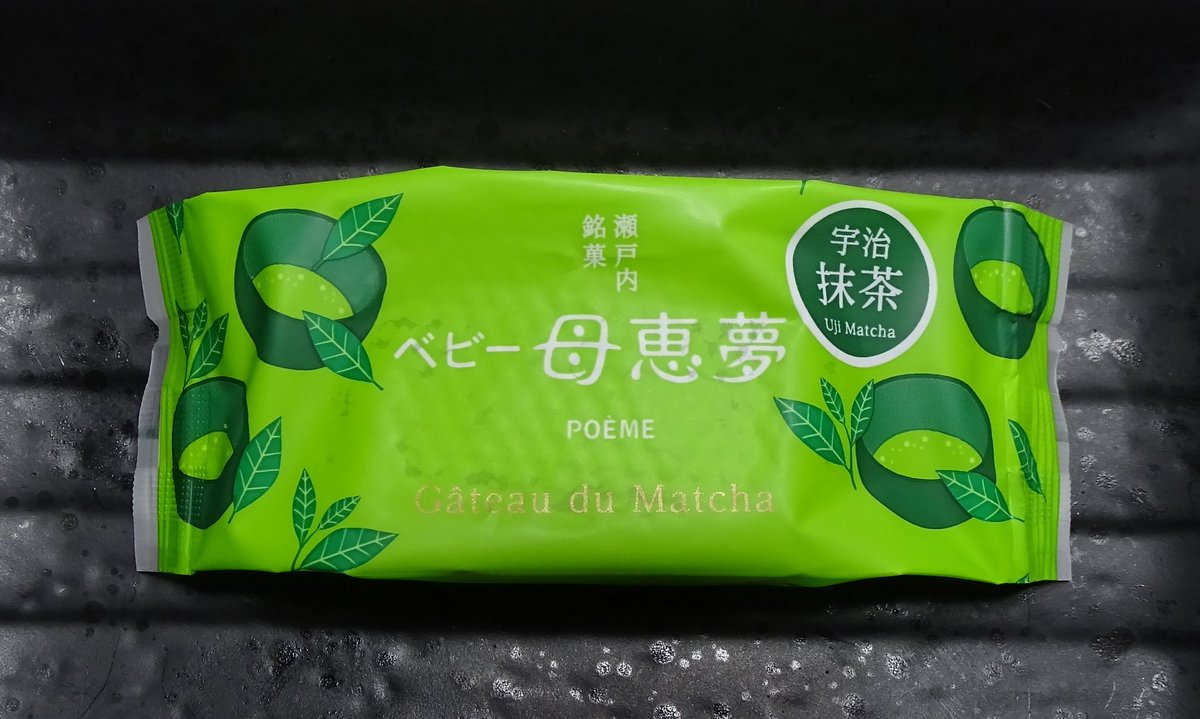 瀬戸内
銘菓
ベビー母恵夢
POÈME
Gâteau du Matcha
宇治
抹茶
Uji Matcha